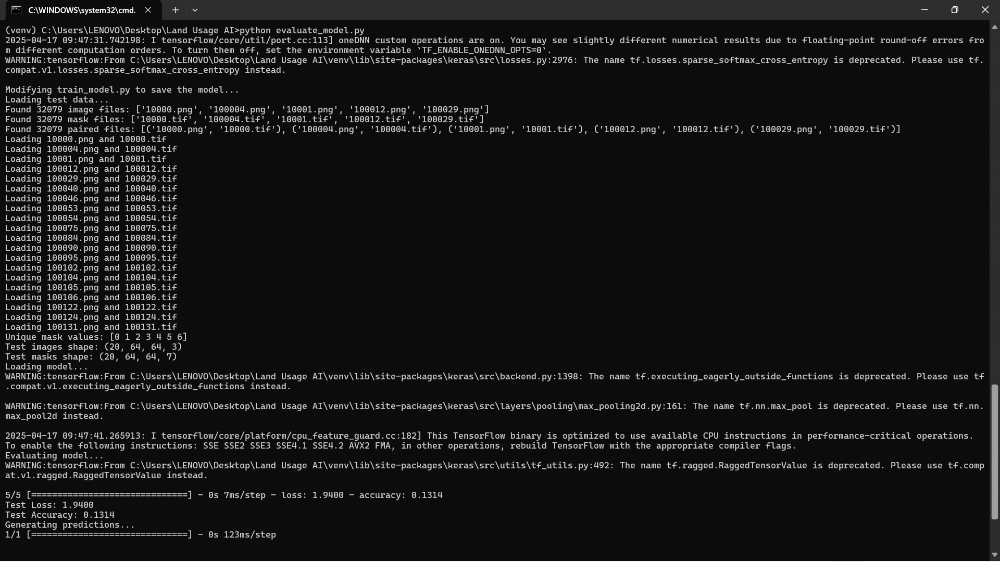 C:\WINDOWS\system32\cmd.
(venv) C:\Users\LENOVO\Desktop\Land Usage AI>python evaluate_model.py
2025-04-17 09:47:31.742198: I tensorflow/core/util/port.cc:113] oneDNN custom operations are on. You may see slightly different numerical results due to floating-point round-off errors fro
m different computation orders. To turn them off, set the environment variable `TF_ENABLE_ONEDNN_OPTS=0`.
WARNING:tensorflow:From C:\Users\LENOVO\Desktop\Land Usage AI\venv\lib\site-packages\keras\src\losses.py:2976: The name tf.losses.sparse_softmax_cross_entropy is deprecated. Please use tf.
compat.v1.losses.sparse_softmax_cross_entropy instead.
Modifying train_model.py to save the model...
Loading test data...
Found 32079 image files: ['10000.png', '100004.png', '10001.png', '100012.png', '100029.png']
Found 32079 mask files: ['10000.tif', '100004.tif', '10001.tif', '100012.tif', '100029.tif']
Found 32079 paired files: [('10000.png', '10000.tif'), ('100004.png', '100004.tif'), ('10001.png', '10001.tif'), ('100012.png', '100012.tif'), ('100029.png', '100029.tif')]
Loading 10000.png and 10000.tif
Loading 100004.png and 100004.tif
Loading 10001.png and 10001.tif
Loading 100012.png and 100012.tif
Loading 100029.png and 100029.tif
Loading 100040.png and 100040.tif
Loading 100046.png and 100046.tif
Loading 100053.png and 100053.tif
Loading 100054.png and 100054.tif
Loading 100075.png and 100075.tif
Loading 100084.png and 100084.tif
Loading 100090.png and 100090.tif
Loading 100095.png and 100095.tif
Loading 100102.png and 100102.tif
Loading 100104.png and 100104.tif
Loading 100105.png and 100105.tif
Loading 100106.png and 100106.tif
Loading 100122.png and 100122.tif
Loading 100124.png and 100124.tif
Loading 100131.png and 100131.tif
Unique mask values: [0 1 2 3 4 5 6]
Test images shape: (20, 64, 64, 3)
Test masks shape: (20, 64, 64, 7)
Loading model...
WARNING:tensorflow:From C:\Users\LENOVO\Desktop\Land Usage AI\venv\lib\site-packages\keras\src\backend.py:1398: The name tf.executing_eagerly_outside_functions is deprecated. Please use tf
.compat.v1.executing_eagerly_outside_functions instead.
WARNING:tensorflow:From C:\Users\LENOVO\Desktop\Land Usage AI\venv\lib\site-packages\keras\src\layers\pooling\max_pooling2d.py:161: The name tf.nn.max_pool is deprecated. Please use tf.nn.
max_pool2d instead.
2025-04-17 09:47:41.265913: I tensorflow/core/platform/cpu_feature_guard.cc:182] This TensorFlow binary is optimized to use available CPU instructions in performance-critical operations.
To enable the following instructions: SSE SSE2 SSE3 SSE4.1 SSE4.2 AVX2 FMA, in other operations, rebuild TensorFlow with the appropriate compiler flags.
Evaluating model...
WARNING:tensorflow:From C:\Users\LENOVO\Desktop\Land Usage AI\venv\lib\site-packages\keras\src\utils\tf_utils.py:492: The name tf.ragged.RaggedTensorValue is deprecated. Please use tf.comp
at.v1.ragged.RaggedTensorValue instead.
5/5 [==============================] - 0s 7ms/step - loss: 1.9400 - accuracy: 0.1314
Test Loss: 1.9400
Test Accuracy: 0.1314
Generating predictions...
1/1 [==============================] - 0s 123ms/step